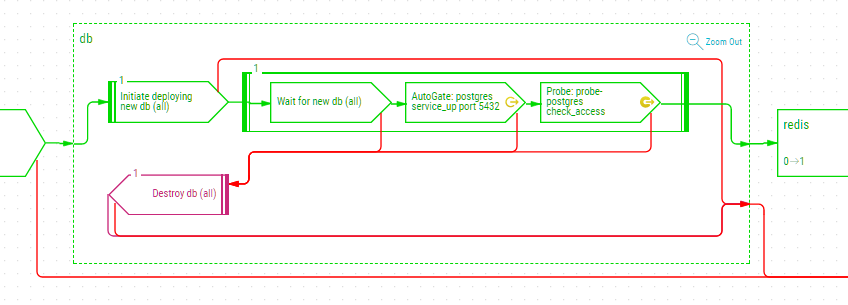 db
Zoom Out
1
Initiate deploying
new db (all)
1
Wait for new db (all)
AutoGate: postgres
service_up port 5432
Probe: probe-
postgres
check_access
redis
0→1
1
Destroy db (all)